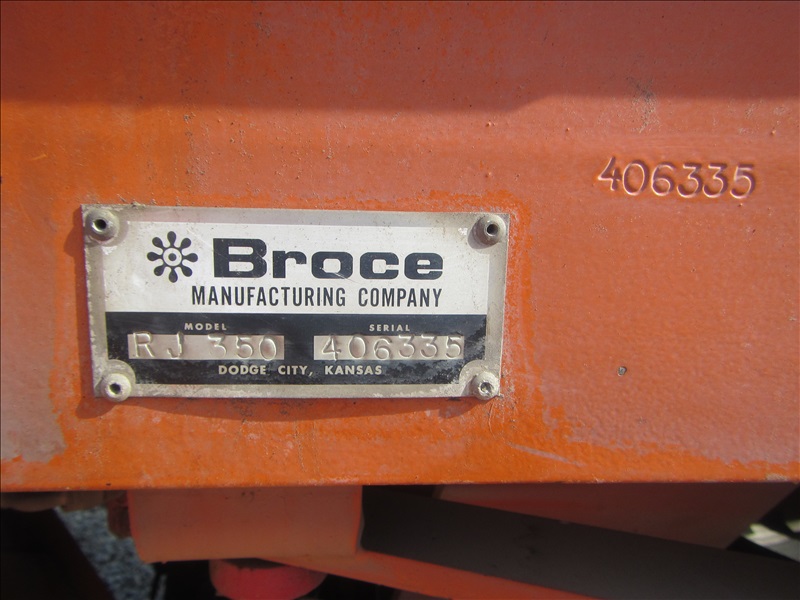 406335
Broce
MANUFACTURING COMPANY
MODEL SERIAL
RJ 350 406335
DODGE CITY, KANSAS